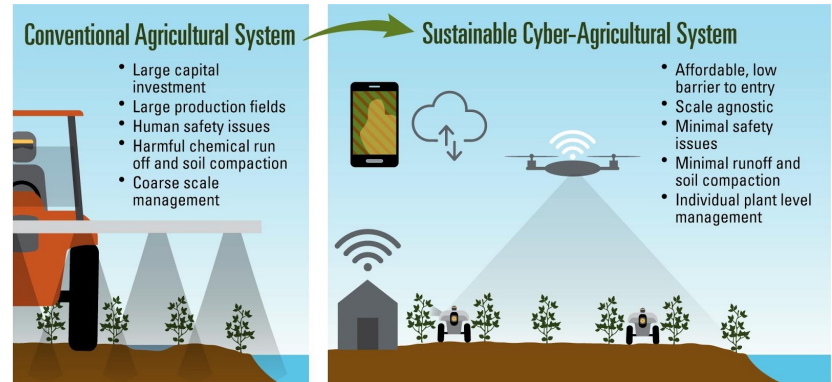 Conventional Agricultural System
• Large capital
investment
• Large production fields
• Human safety issues
• Harmful chemical run
off and soil compaction
• Coarse scale
management
Sustainable Cyber-Agricultural System
• Affordable, low
barrier to entry
• Scale agnostic
• Minimal safety
issues
• Minimal runoff and
soil compaction
• Individual plant level
management